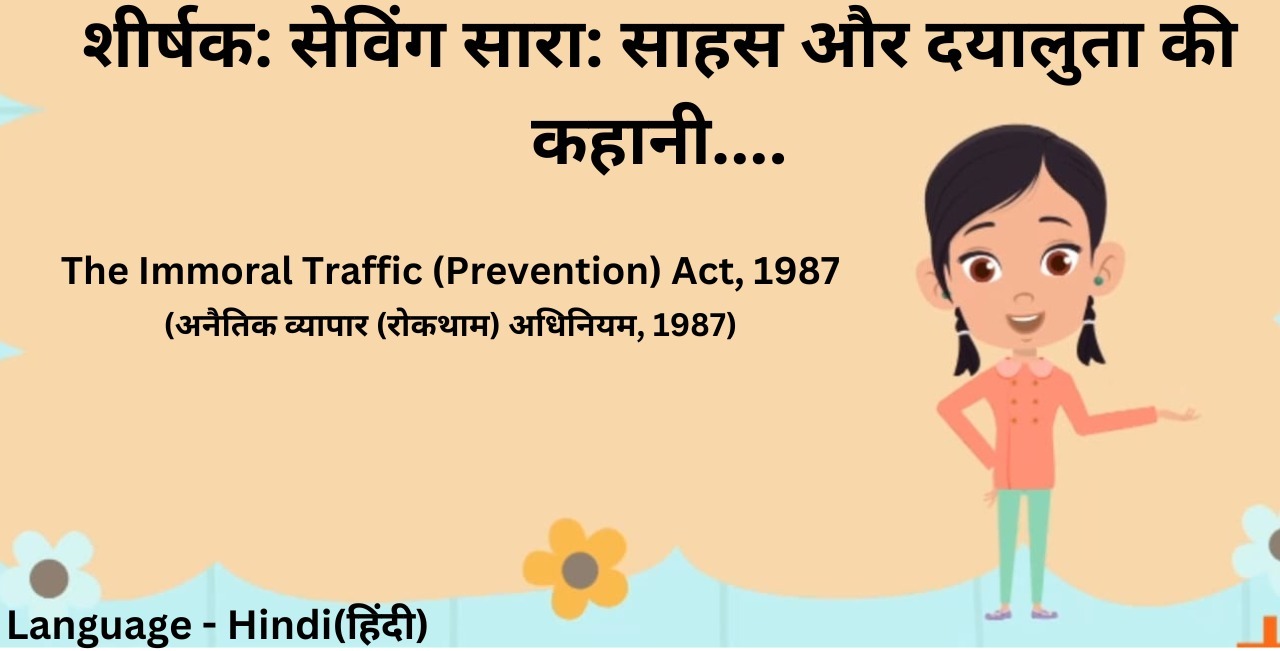 शीर्षक: सेविंग सारा: साहस और दयालुता की
कहानी....
The Immoral Traffic (Prevention) Act, 1987
(अनैतिक व्यापार (रोकथाम) अधिनियम, 1987)
Language - Hindi(हिंदी)